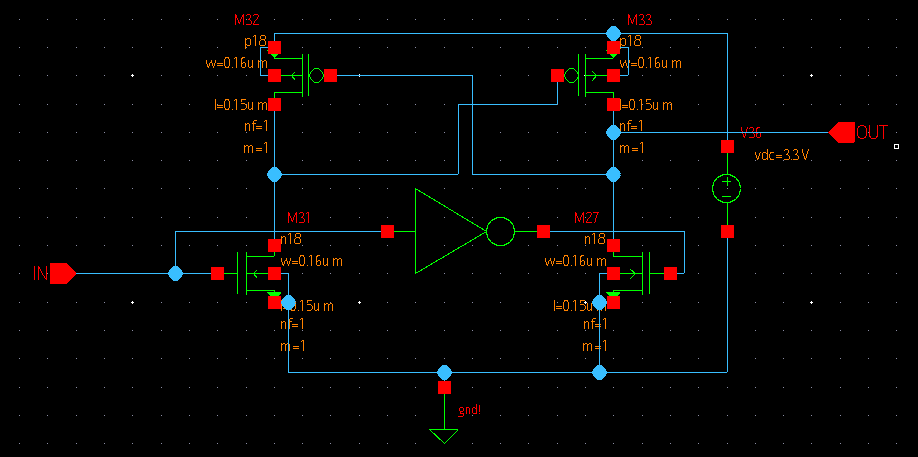 M32
M33
p18
p18
w=0.16u m
w=0.16u m
l=0.15u m
l=0.15u m
nf=1
nf=1
m=1
m=1
V36
OUT
vdc=3.3 V
M31
M27
n18
n18
w=0.16u m
w=0.16u m
IN
l=0.15u m
l=0.15u m
nf=1
nf=1
m=1
m=1
gnd!
+
−